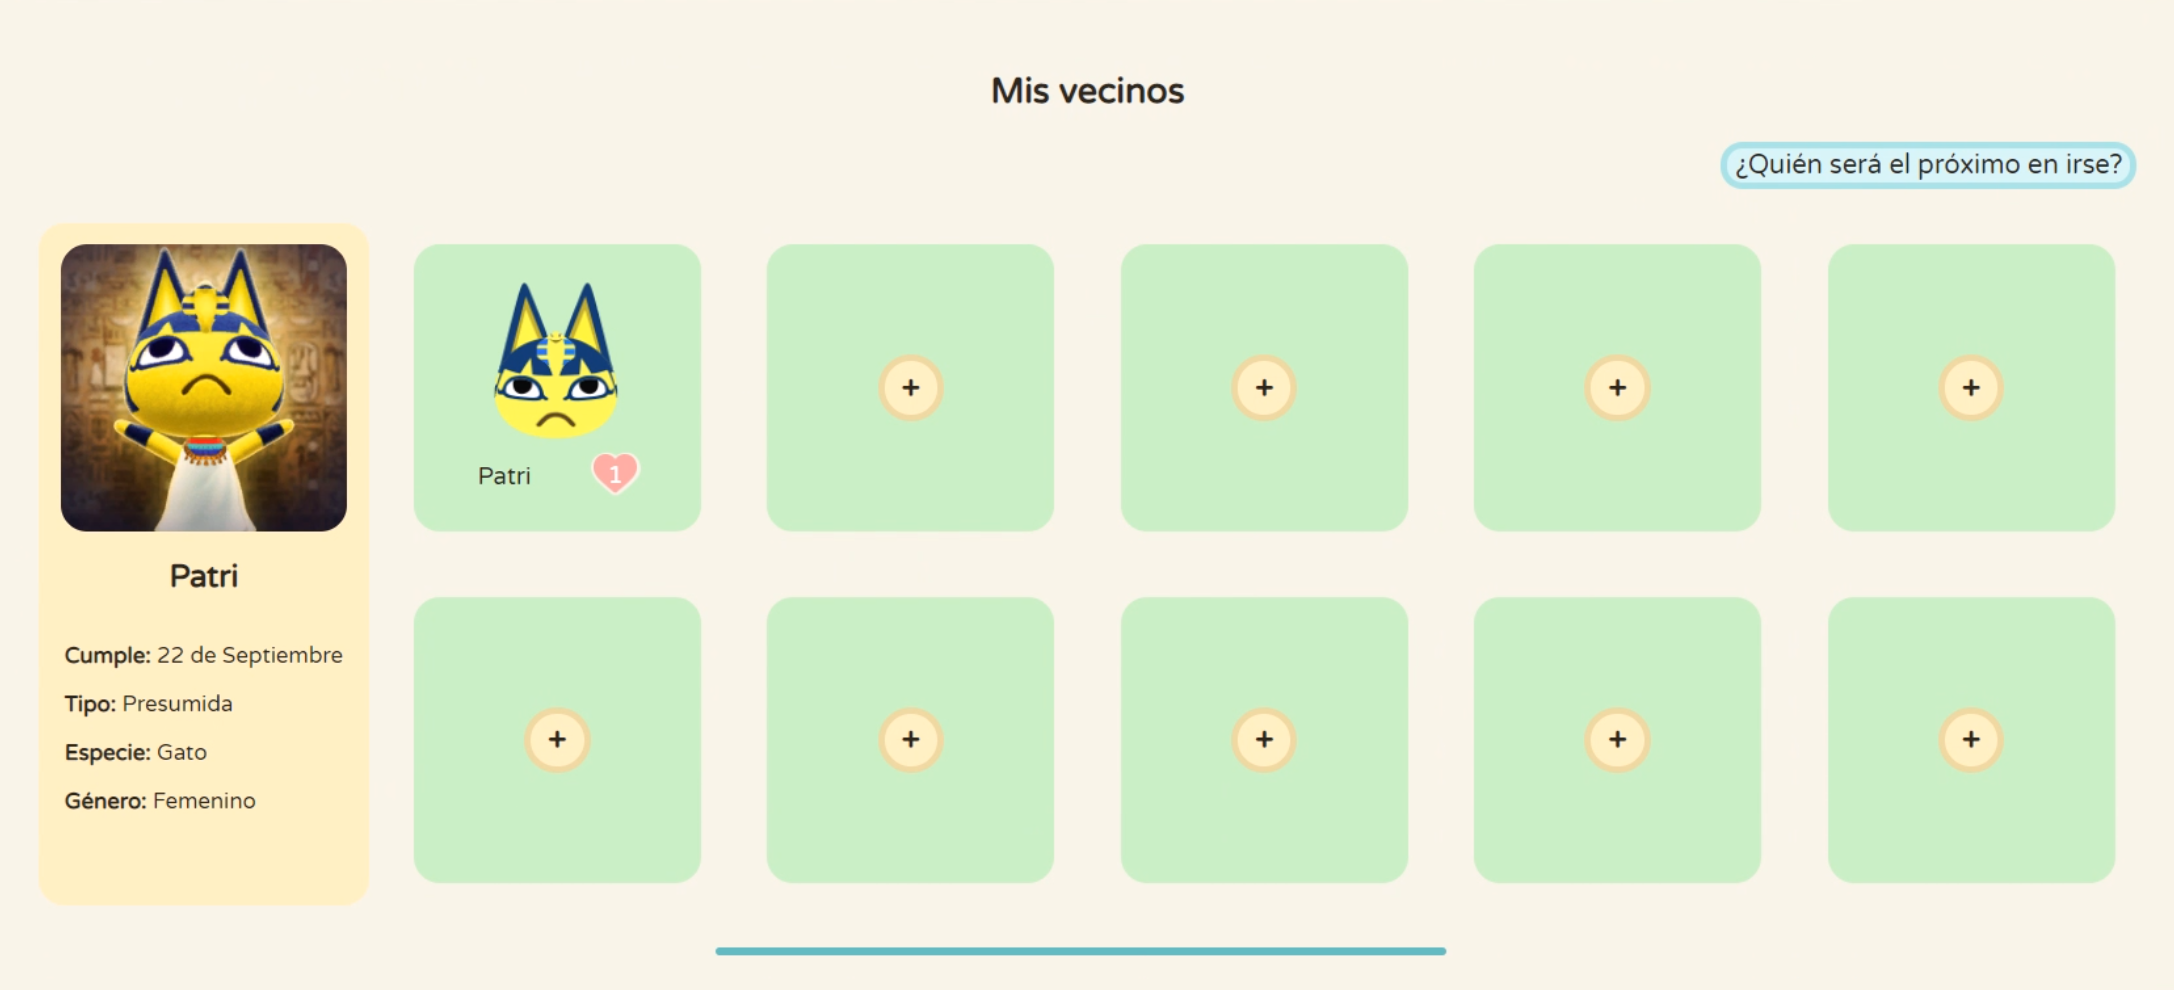 Mis vecinos
¿Quién será el próximo en irse?
Patri
Cumple: 22 de Septiembre
Tipo: Presumida
Especie: Gato
Género: Femenino
Patri
1
+
+
+
+
+
+
+
+
+